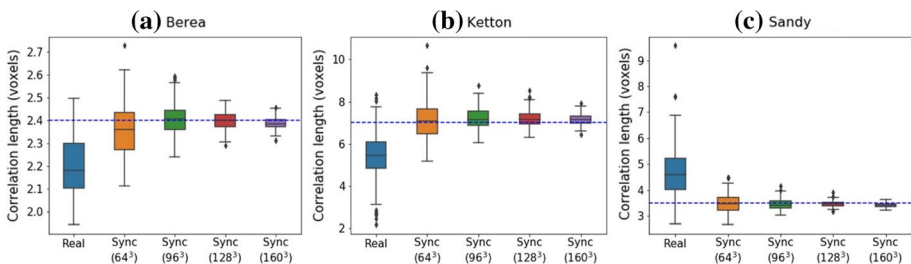 (a) Berea
Correlation length (voxels)
2.7
2.6
2.5
2.4
2.3
2.2
2.1
2.0
Real Sync (64³) Sync (96³) Sync (128³) Sync (160³)
(b) Ketton
Correlation length (voxels)
10
8
6
4
2
Real Sync (64³) Sync (96³) Sync (128³) Sync (160³)
(c) Sandy
Correlation length (voxels)
9
8
7
6
5
4
3
Real Sync (64³) Sync (96³) Sync (128³) Sync (160³)